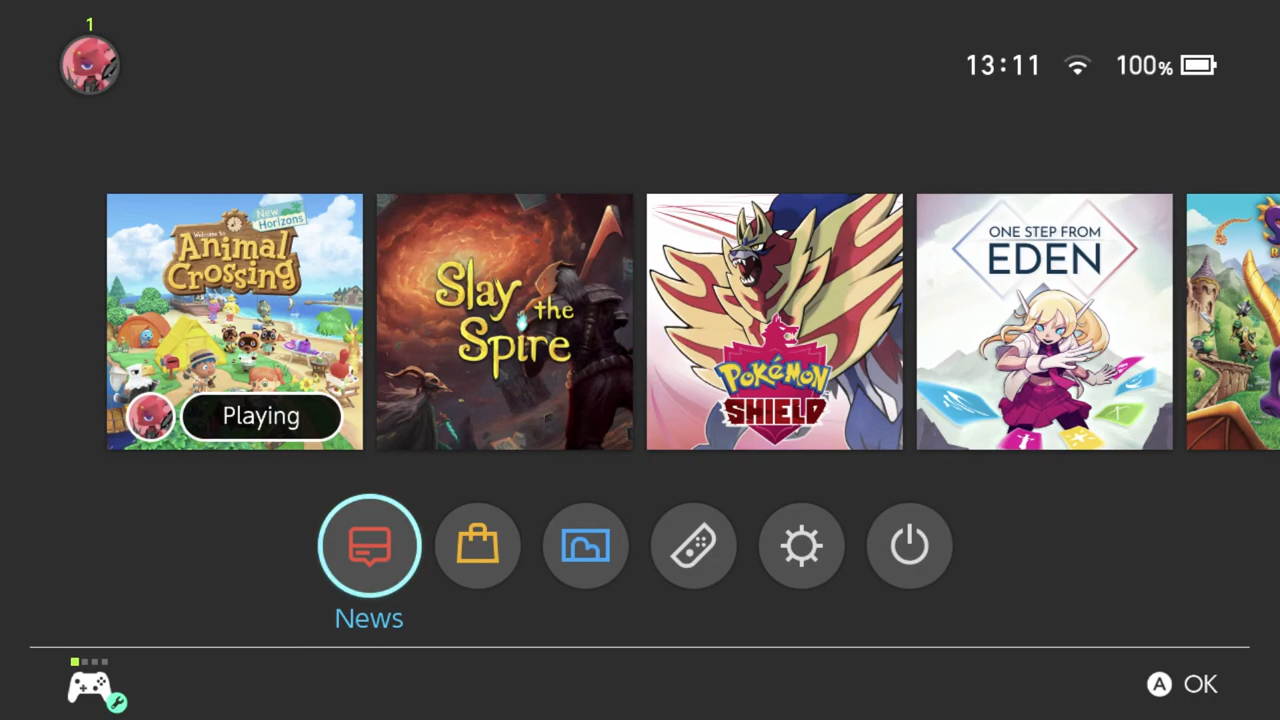 1
13:11 100%
New
Horizons
Welcome to
Animal
Crossing
Playing
Slay
the
Spire
POKéMON
SHIELD
ONE STEP FROM
EDEN
News
A OK